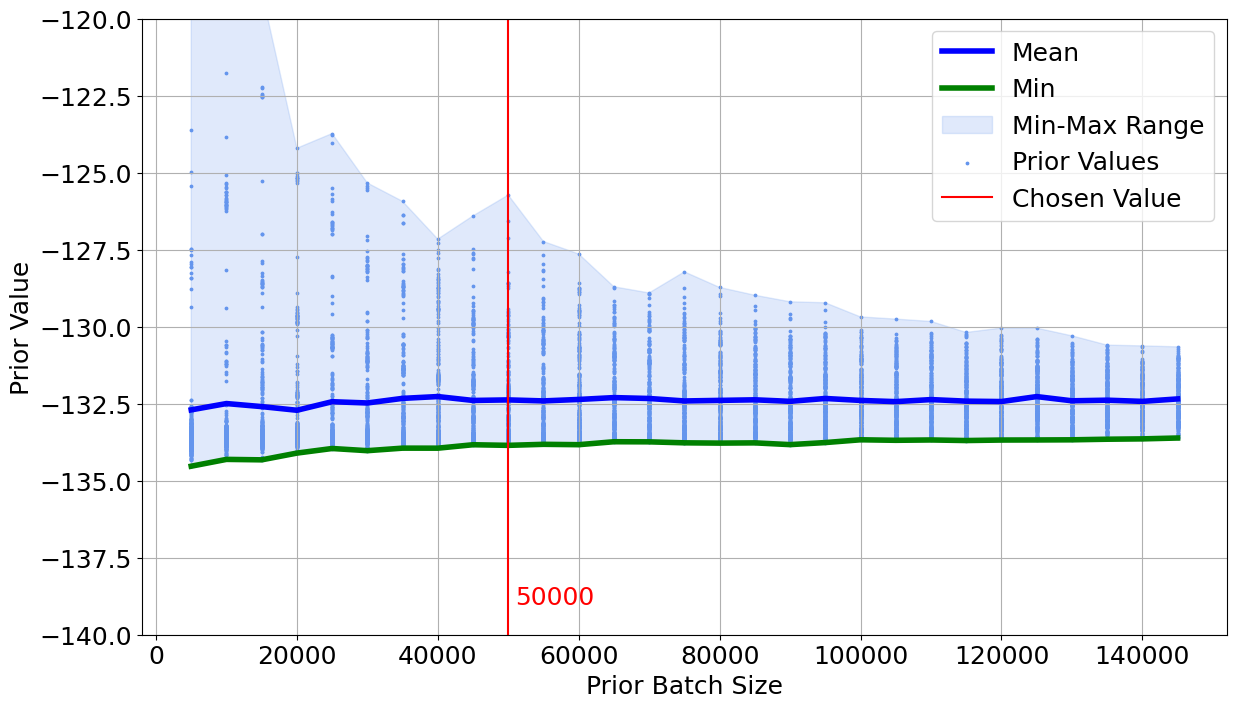 −120.0
−122.5
−125.0
−127.5
−130.0
−132.5
−135.0
−137.5
−140.0
Prior Value
Mean
Min
Min-Max Range
Prior Values
Chosen Value
50000
0 20000 40000 60000 80000 100000 120000 140000
Prior Batch Size